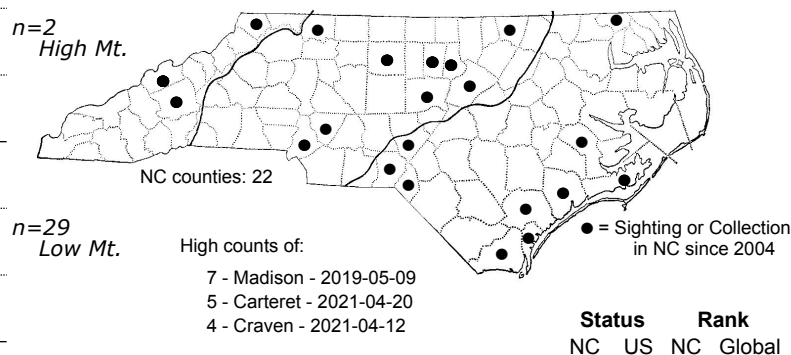 n=2
High Mt.
NC counties: 22
n=29
Low Mt.
High counts of:
7 - Madison - 2019-05-09
5 - Carteret - 2021-04-20
4 - Craven - 2021-04-12
● = Sighting or Collection
in NC since 2004
Status Rank
NC US NC Global